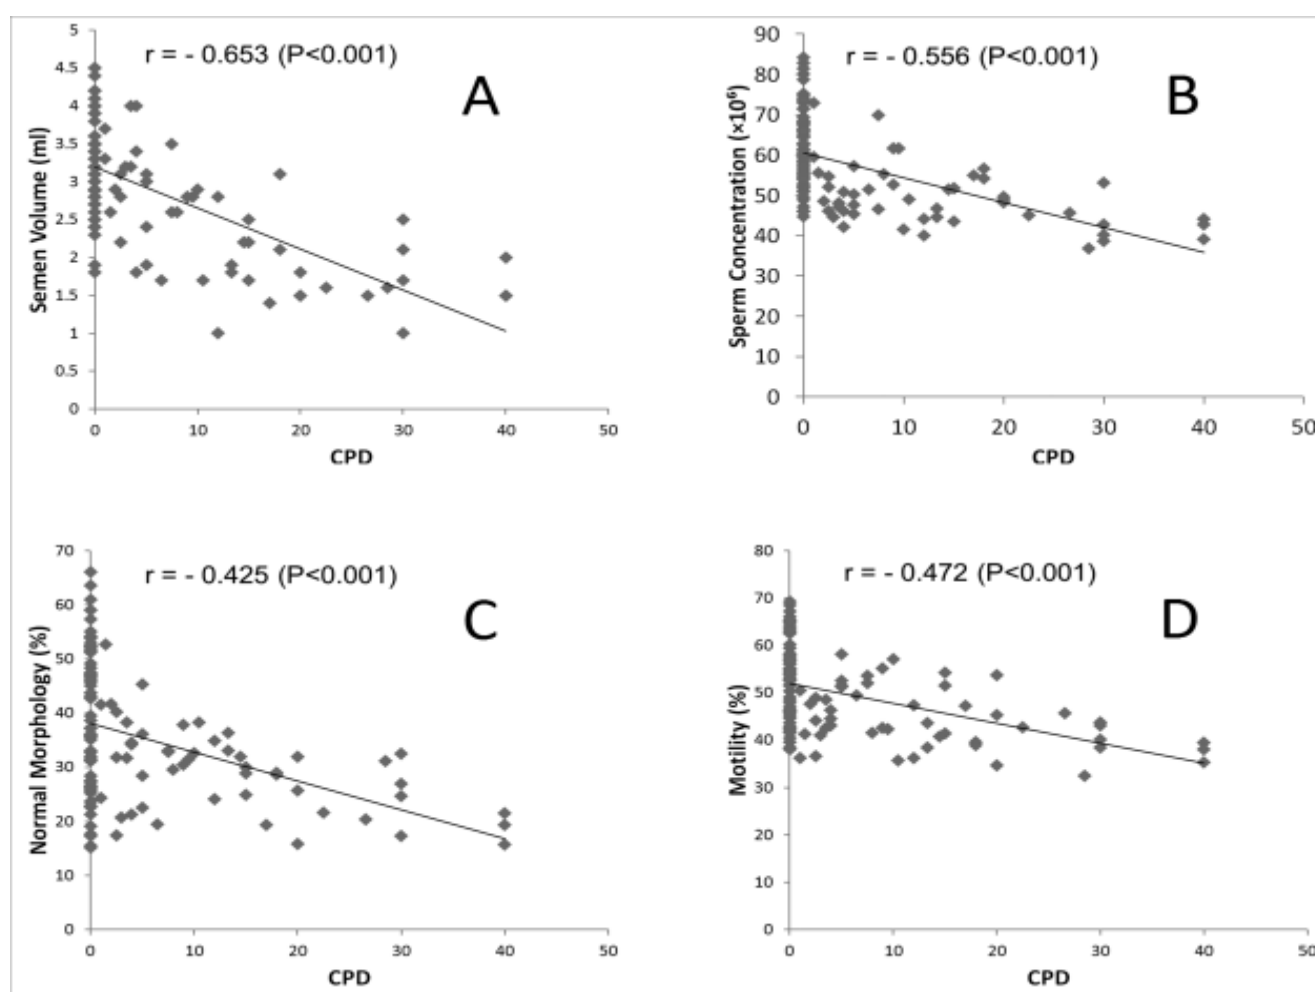 r = - 0.653 (P<0.001)
A
Semen Volume (ml)
5
4.5
4
3.5
3
2.5
2
1.5
1
0.5
0
0 10 20 30 40 50
CPD
r = - 0.556 (P<0.001)
B
Sperm Concentration (×10⁶)
90
80
70
60
50
40
30
20
10
0
0 10 20 30 40 50
CPD
r = - 0.425 (P<0.001)
C
Normal Morphology (%)
70
60
50
40
30
20
10
0
0 10 20 30 40 50
CPD
r = - 0.472 (P<0.001)
D
Motility (%)
80
70
60
50
40
30
20
10
0
0 10 20 30 40 50
CPD